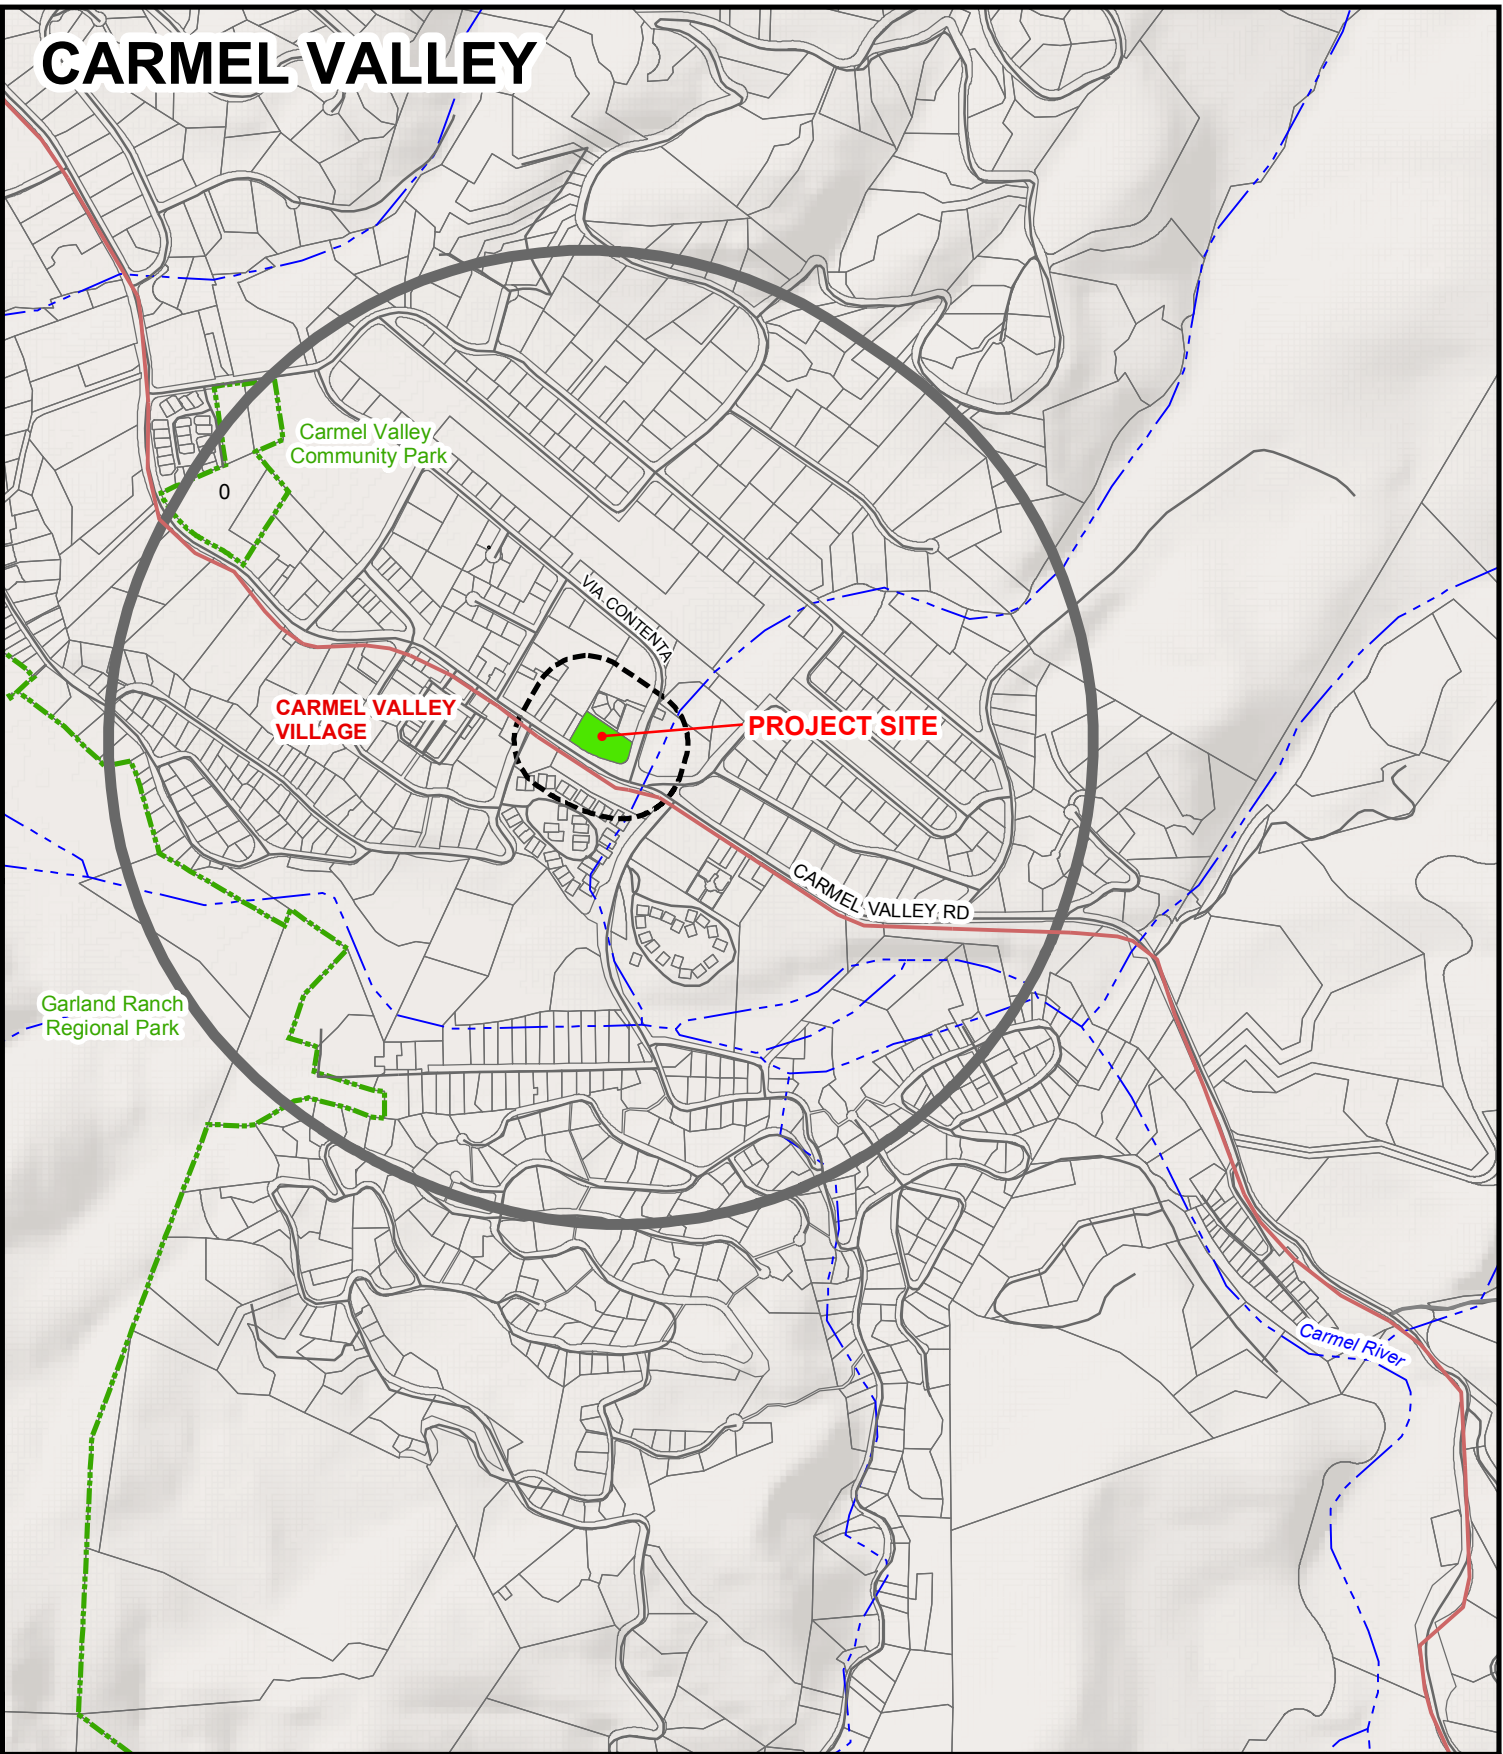 CARMEL VALLEY
Carmel Valley
Community Park
0
VIA CONTENTA
CARMEL VALLEY
VILLAGE
PROJECT SITE
CARMEL VALLEY RD
Garland Ranch
Regional Park
Carmel River